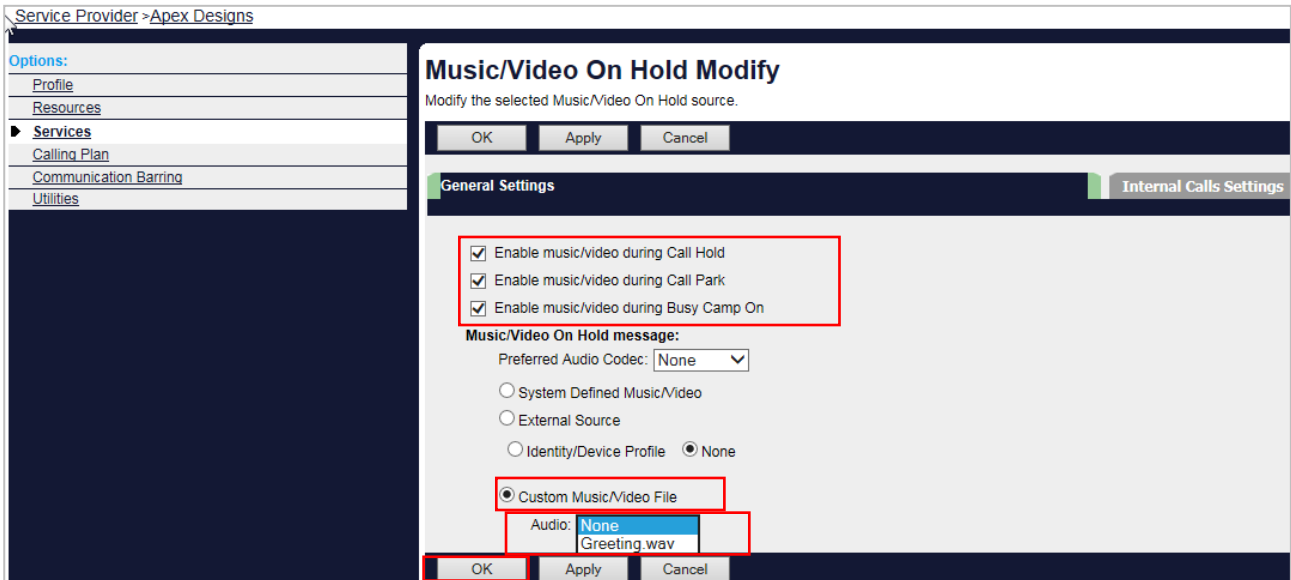 Service Provider >Apex Designs
Options:
Profile
Resources
Services
Calling Plan
Communication Barring
Utilities
Music/Video On Hold Modify
Modify the selected Music/Video On Hold source.
OK Apply Cancel
General Settings Internal Calls Settings
Enable music/video during Call Hold
Enable music/video during Call Park
Enable music/video during Busy Camp On
Music/Video On Hold message:
Preferred Audio Codec: None
System Defined Music/Video
External Source
Identity/Device Profile None
Custom Music/Video File
Audio: None
Greeting.wav
OK Apply Cancel